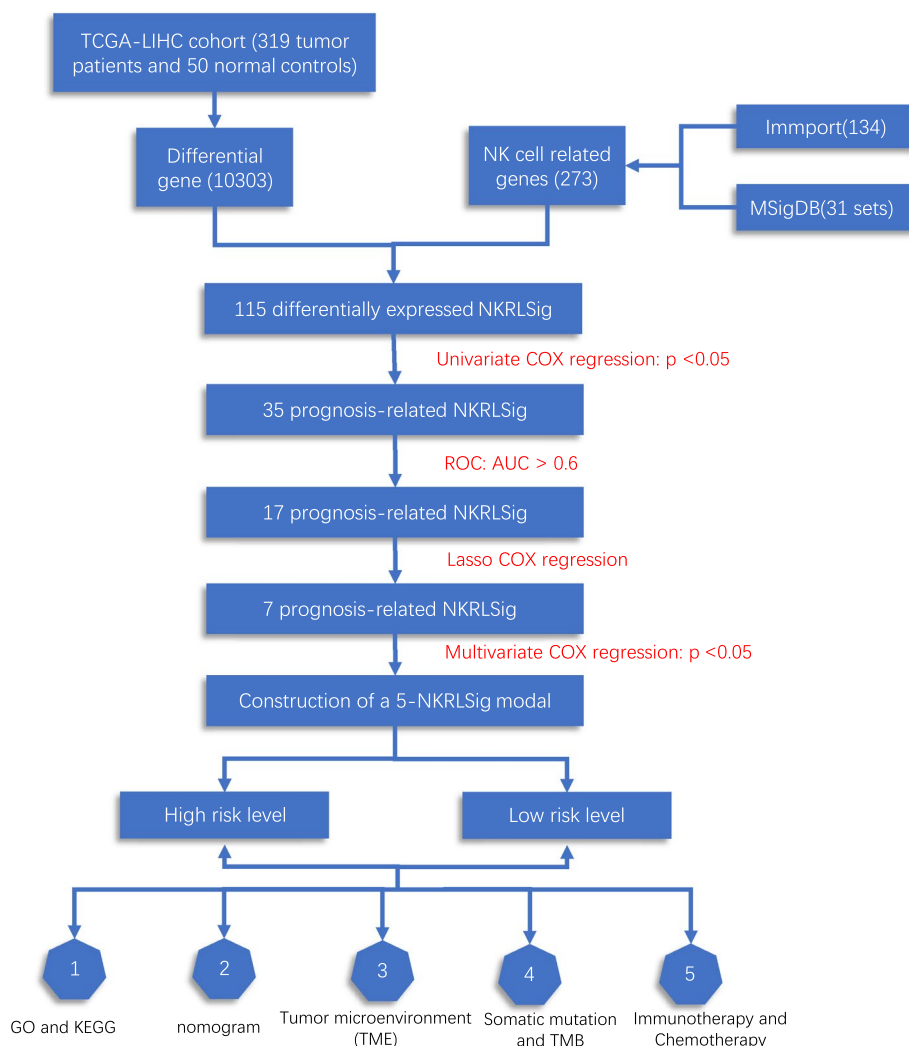 TCGA-LIHC cohort (319 tumor
patients and 50 normal controls)
Differential
gene (10303)
NK cell related
genes (273)
Immport(134)
MSigDB(31 sets)
115 differentially expressed NKRLSig
Univariate COX regression: p <0.05
35 prognosis-related NKRLSig
ROC: AUC > 0.6
17 prognosis-related NKRLSig
Lasso COX regression
7 prognosis-related NKRLSig
Multivariate COX regression: p <0.05
Construction of a 5-NKRLSig modal
High risk level
Low risk level
1
2
3
4
5
GO and KEGG
nomogram
Tumor microenvironment
(TME)
Somatic mutation
and TMB
Immunotherapy and
Chemotherapy